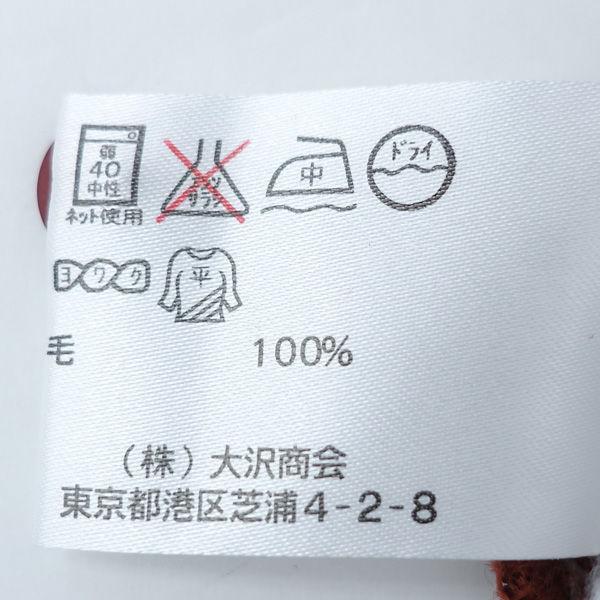 弱
40
中性
ネット使用
エンソ
サラシ
中
ドライ
ヨワク
平
毛 100%
（株）大沢商会
東京都港区芝浦4-2-8